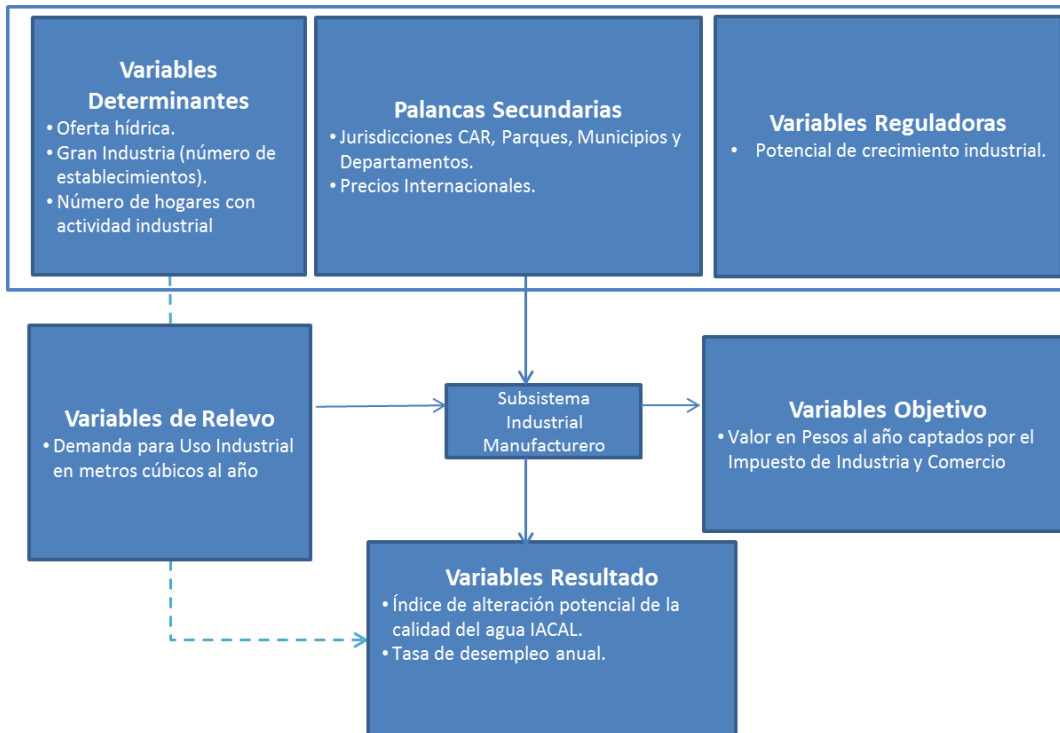 Variables
Determinantes
• Oferta hídrica.
• Gran Industria (número de
establecimientos).
• Número de hogares con
actividad industrial
Palancas Secundarias
• Jurisdicciones CAR, Parques, Municipios y
Departamentos.
• Precios Internacionales.
Variables Reguladoras
• Potencial de crecimiento industrial.
Variables de Relevo
• Demanda para Uso Industrial
en metros cúbicos al año
Subsistema
Industrial
Manufacturero
Variables Objetivo
• Valor en Pesos al año captados por el
Impuesto de Industria y Comercio
Variables Resultado
• Índice de alteración potencial de la
calidad del agua IACAL.
• Tasa de desempleo anual.